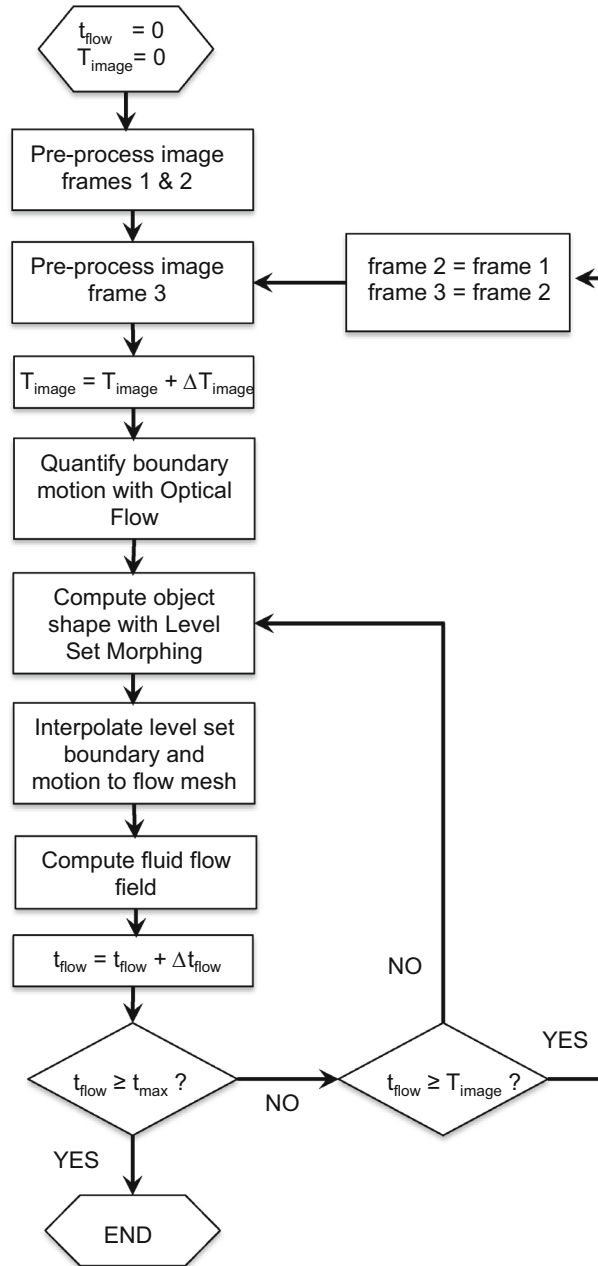 t_flow = 0
T_image = 0
Pre-process image
frames 1 & 2
Pre-process image
frame 3
frame 2 = frame 1
frame 3 = frame 2
T_image = T_image + ΔT_image
Quantify boundary
motion with Optical
Flow
Compute object
shape with Level
Set Morphing
Interpolate level set
boundary and
motion to flow mesh
Compute fluid flow
field
t_flow = t_flow + Δt_flow
NO
t_flow ≥ t_max ?
NO
t_flow ≥ T_image ?
YES
YES
END